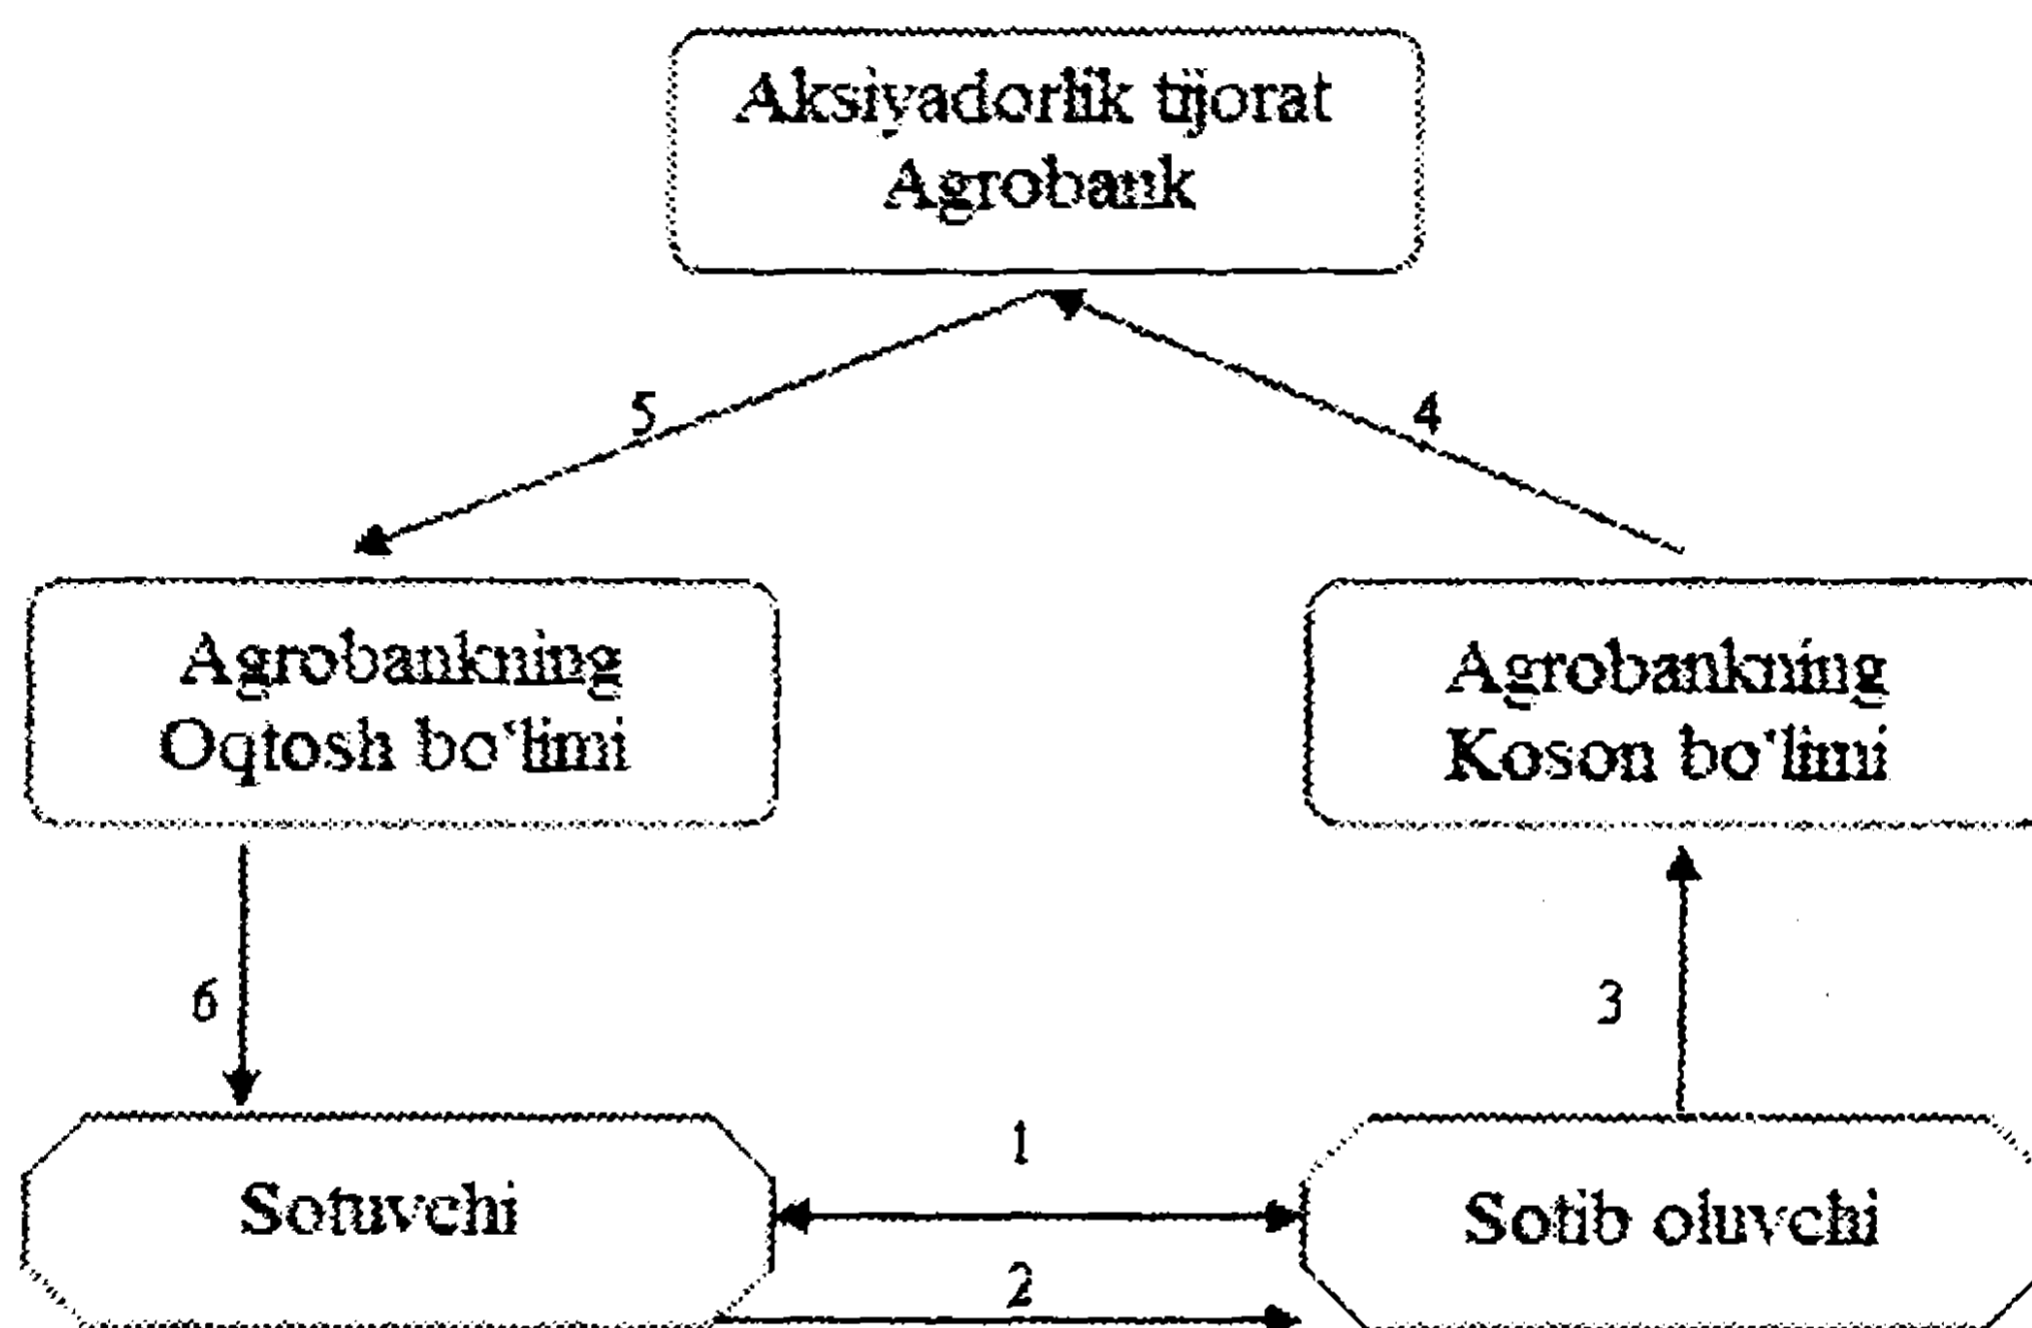 Aksiyadorlik tijorat
Agrobank
5
4
Agrobankning
Oqtosh bo‘limi
Agrobankning
Koson bo‘limi
6
3
1
Sotuvchi
Sotib oluvchi
2